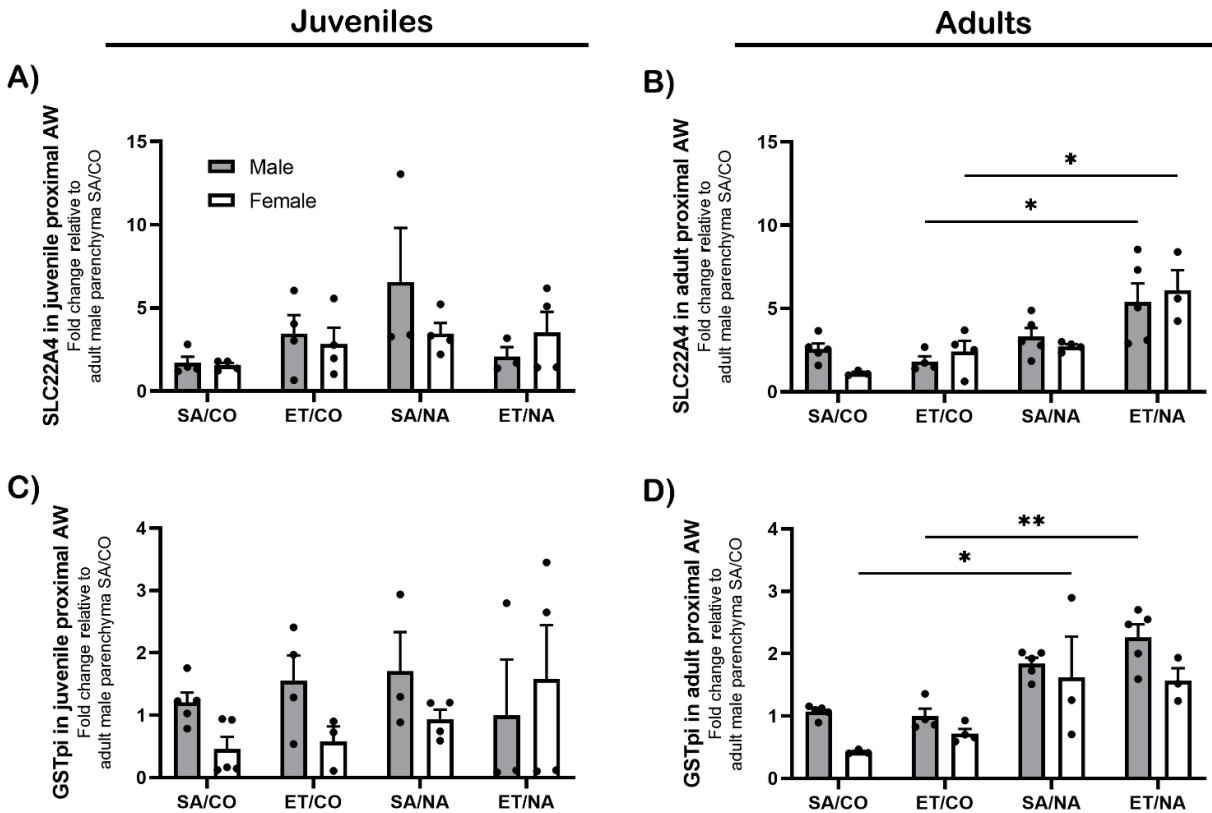 Juveniles
Adults
A)
SLC22A4 in juvenile proximal AW
Fold change relative to
adult male parenchyma SA/CO
15
10
5
0
Male
Female
SA/CO ET/CO SA/NA ET/NA
B)
SLC22A4 in adult proximal AW
Fold change relative to
adult male parenchyma SA/CO
15
10
5
0
*
*
SA/CO ET/CO SA/NA ET/NA
C)
GSTpi in juvenile proximal AW
Fold change relative to
adult male parenchyma SA/CO
4
3
2
1
0
SA/CO ET/CO SA/NA ET/NA
D)
GSTpi in adult proximal AW
Fold change relative to
adult male parenchyma SA/CO
4
3
2
1
0
**
*
SA/CO ET/CO SA/NA ET/NA